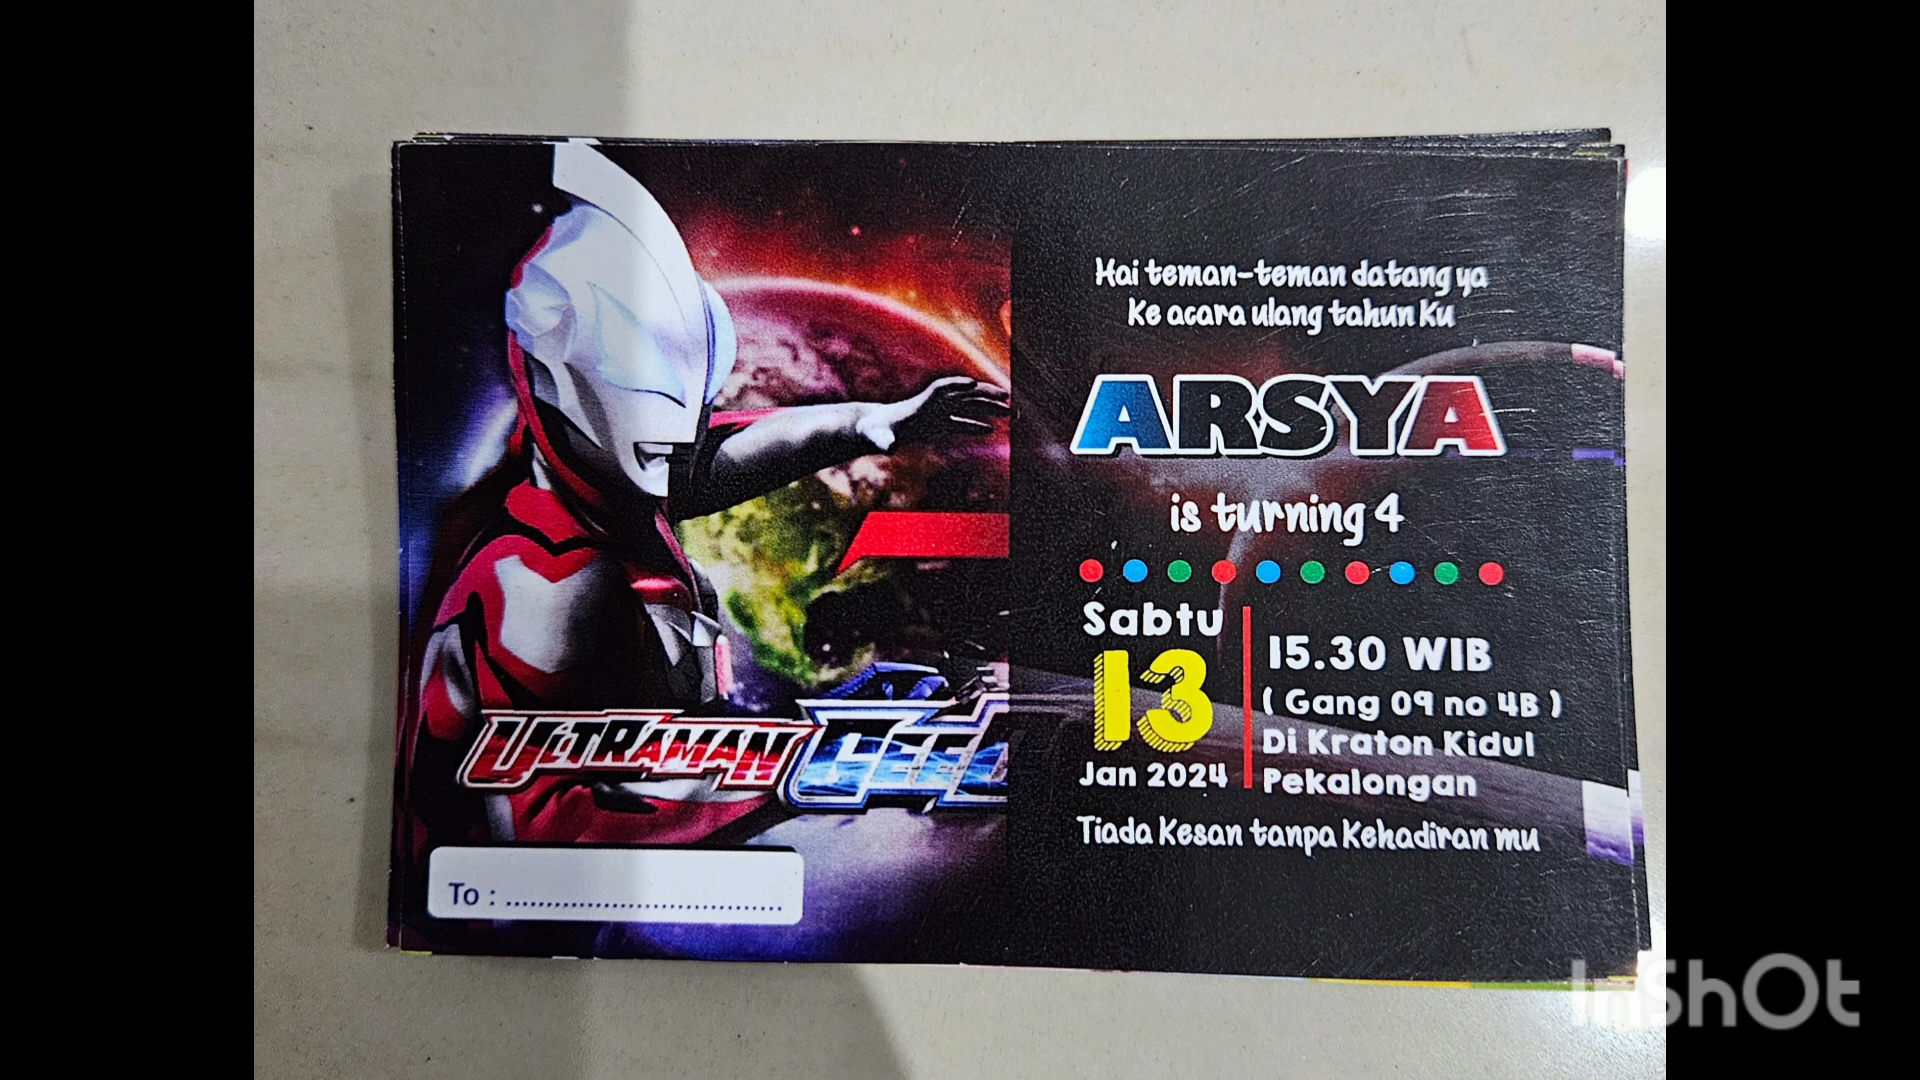 Hai teman-teman datang ya
Ke acara ulang tahun Ku
ARSYA
is turning 4
Sabtu
13
Jan 2024
15.30 WIB
( Gang 09 no 4B )
Di Kraton Kidul
Pekalongan
Tiada Kesan tanpa Kehadiran mu
ULTRAMAN GEED
To : ..................................
InShOt